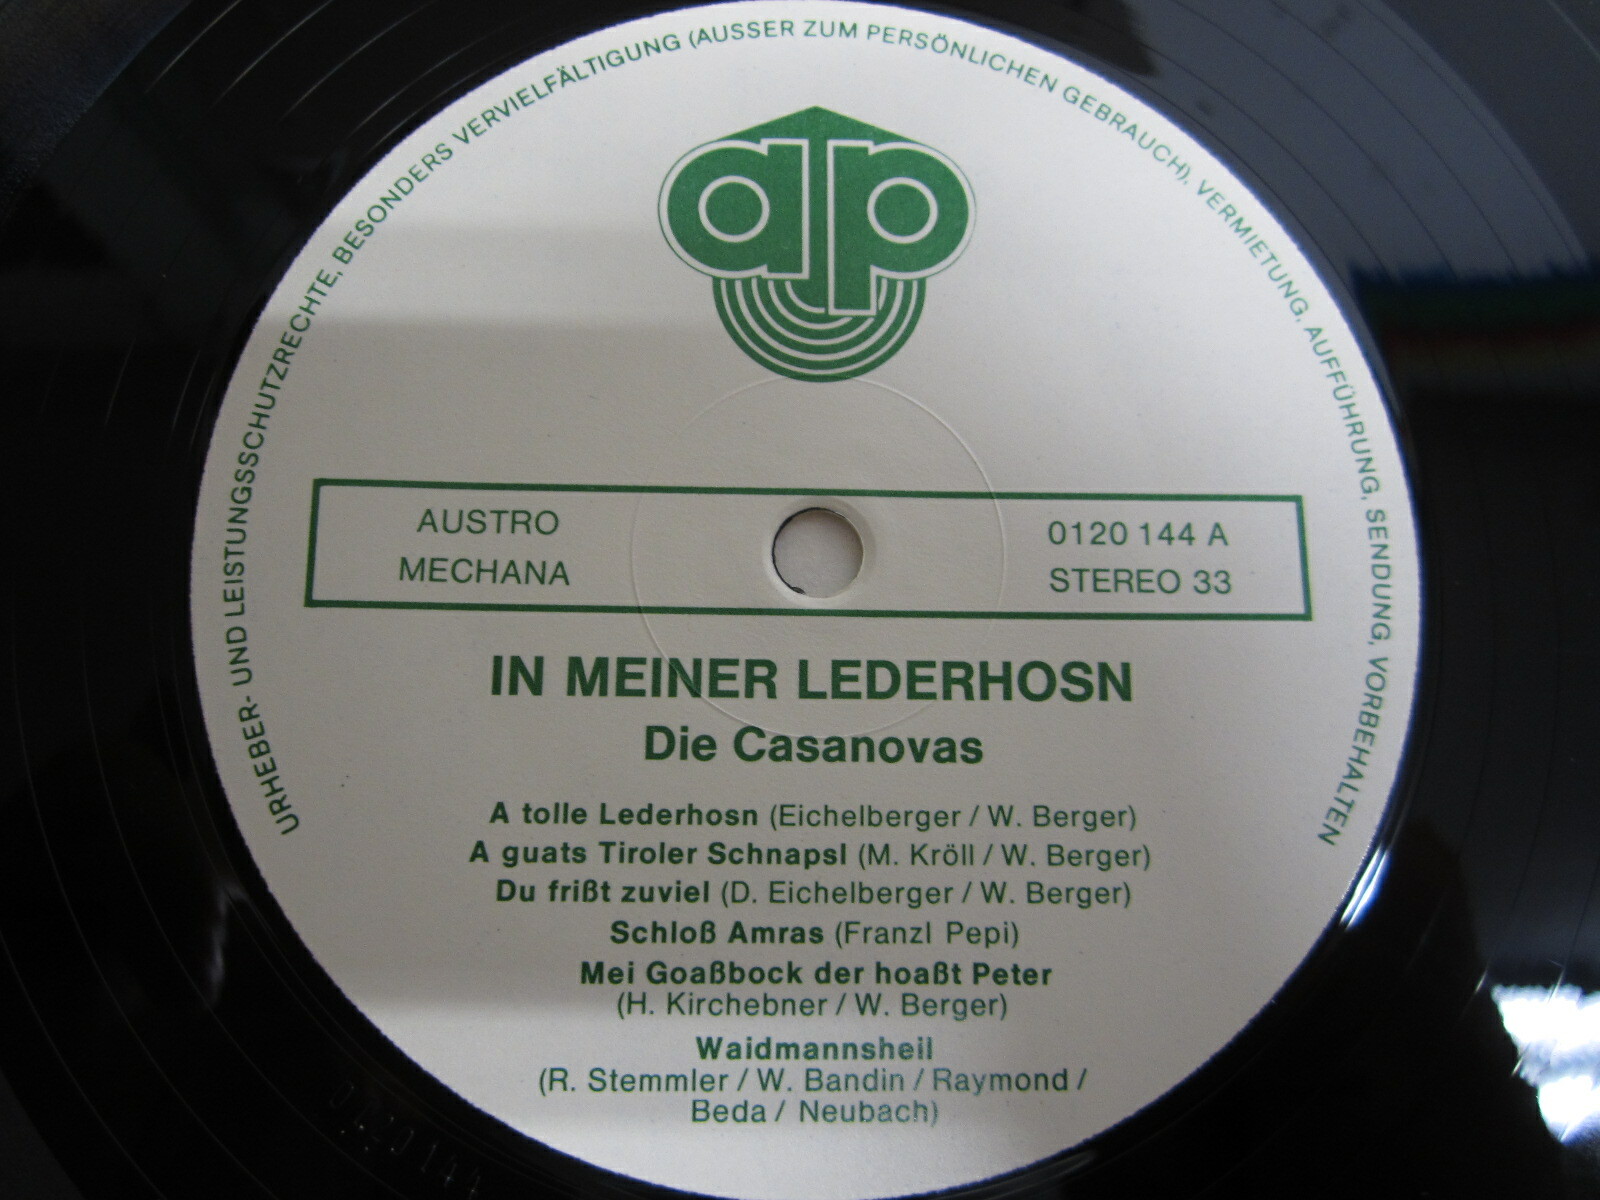 URHEBER- UND LEISTUNGSSCHUTZRECHTE, BESONDERS VERVIELFÄLTIGUNG (AUSSER ZUM PERSÖNLICHEN GEBRAUCH), VERMIETUNG, AUFFÜHRUNG, SENDUNG, VORBEHALTEN
ap
AUSTRO
MECHANA
0120 144 A
STEREO 33
IN MEINER LEDERHOSN
Die Casanovas
A tolle Lederhosn (Eichelberger / W. Berger)
A guats Tiroler Schnapsl (M. Kröll / W. Berger)
Du frißt zuviel (D. Eichelberger / W. Berger)
Schloß Amras (Franzl Pepi)
Mei Goaßbock der hoaßt Peter
(H. Kirchebner / W. Berger)
Waidmannsheil
(R. Stemmler / W. Bandin / Raymond /
Beda / Neubach)